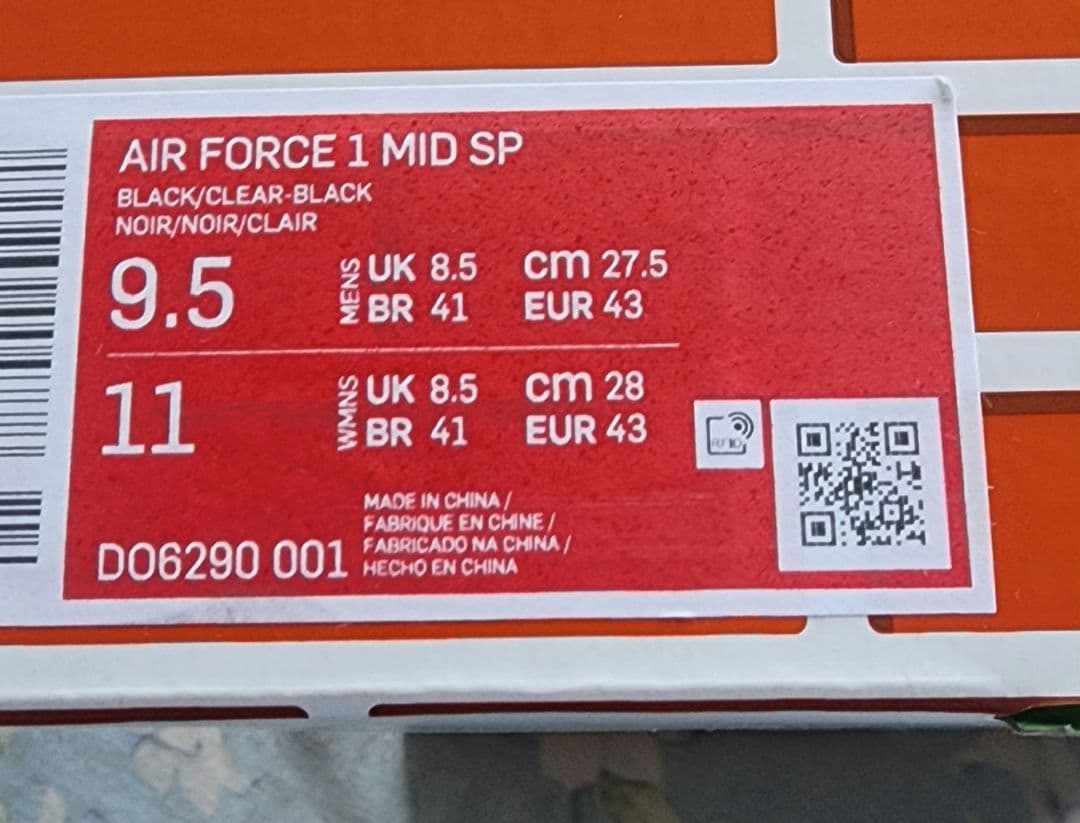 AIR FORCE 1 MID SP
BLACK/CLEAR-BLACK
NOIR/NOIR/CLAIR
9.5 MENS UK 8.5 cm 27.5
BR 41 EUR 43
11 WMNS UK 8.5 cm 28
BR 41 EUR 43
RFID
MADE IN CHINA /
FABRIQUE EN CHINE /
FABRICADO NA CHINA /
HECHO EN CHINA
DO6290 001